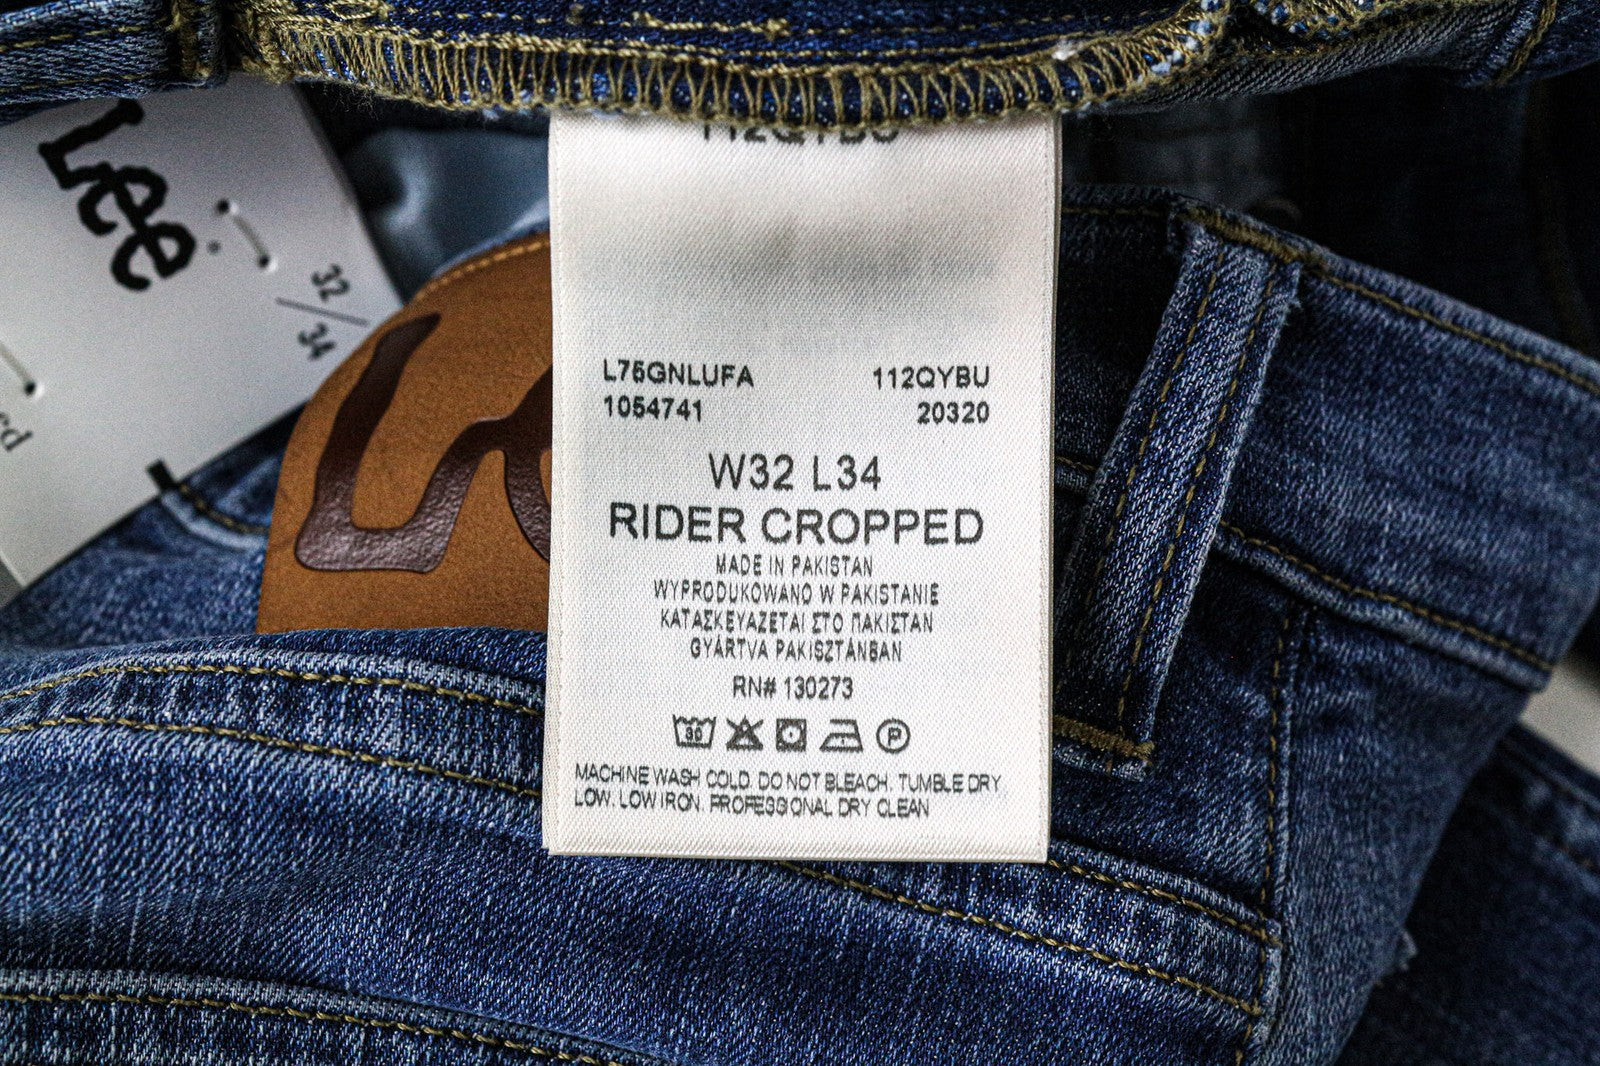 Lee
32
34
L75GNLUFA 112QYBU
1054741 20320
W32 L34
RIDER CROPPED
MADE IN PAKISTAN
WYPRODUKOWANO W PAKISTANIE
ΚΑΤΑΣΚΕΥΑΖΕΤΑΙ ΣΤΟ ΠΑΚΙΣΤΑΝ
GYÁRTVA PAKISZTÁNBAN
RN# 130273
30 P
MACHINE WASH COLD. DO NOT BLEACH. TUMBLE DRY
LOW. LOW IRON. PROFESSIONAL DRY CLEAN